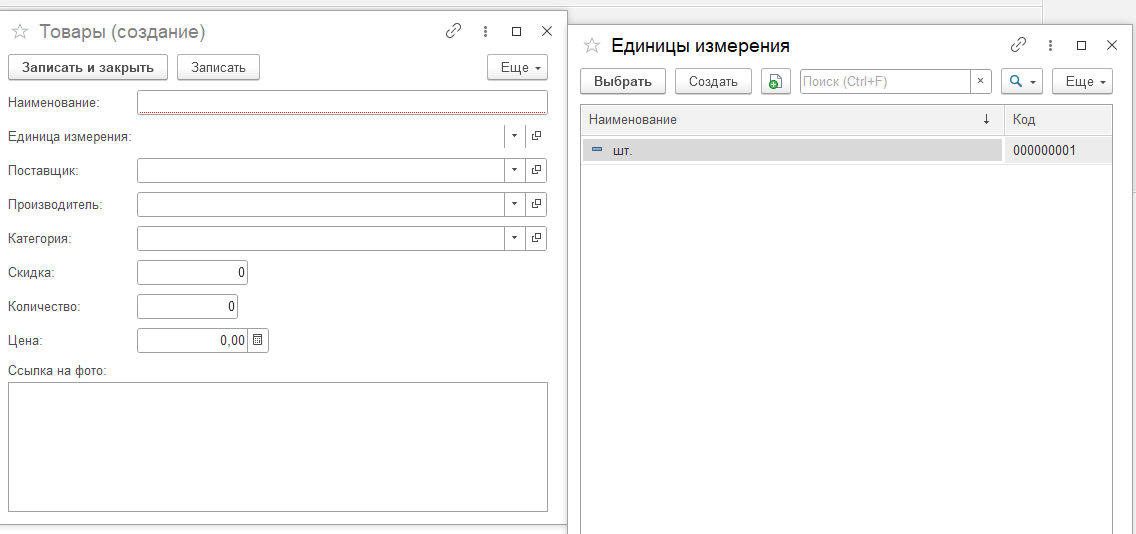 Товары (создание)
Записать и закрыть
Записать
Еще
Наименование:
Единица измерения:
Поставщик:
Производитель:
Категория:
Скидка:
0
Количество:
0
Цена:
0,00
Ссылка на фото:
Единицы измерения
Выбрать
Создать
Поиск (Ctrl+F)
×
Еще
Наименование ↓ Код
шт. 000000001